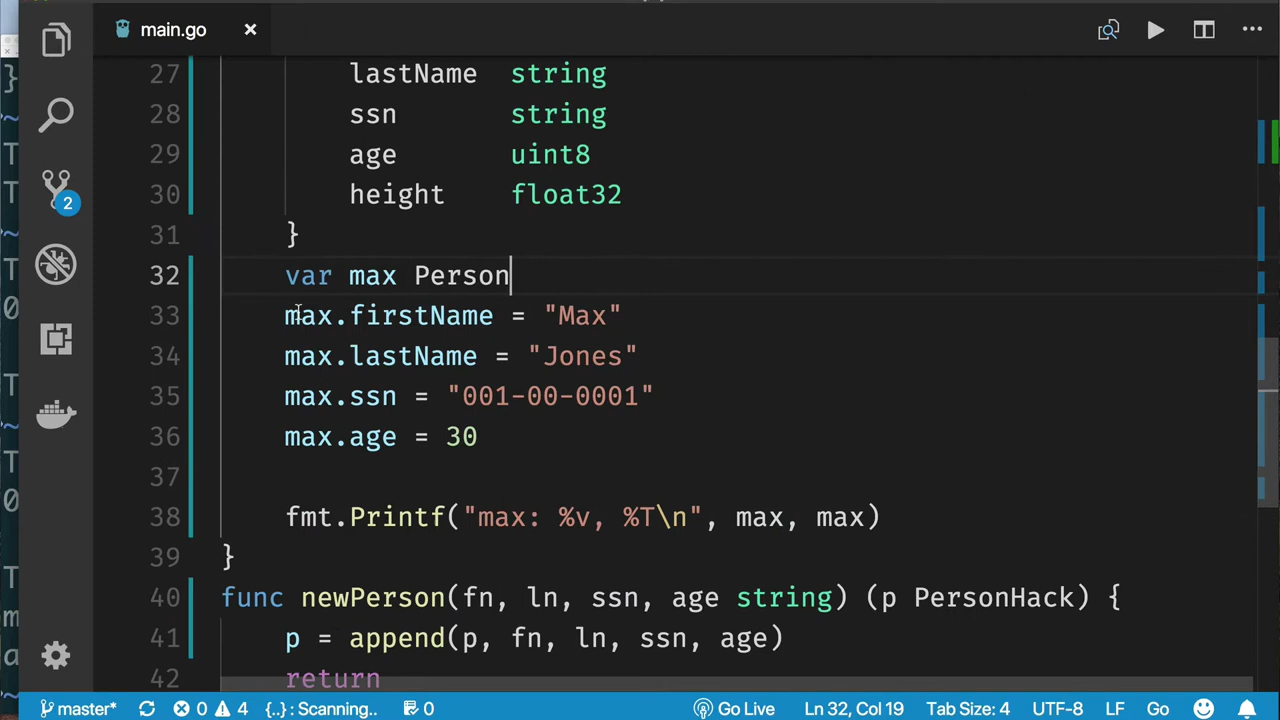 main.go
27 lastName string
28 ssn string
29 age uint8
30 height float32
31 }
32 var max Person
33 max.firstName = "Max"
34 max.lastName = "Jones"
35 max.ssn = "001-00-0001"
36 max.age = 30
37
38 fmt.Printf("max: %v, %T\n", max, max)
39 }
40 func newPerson(fn, ln, ssn, age string) (p PersonHack) {
41 p = append(p, fn, ln, ssn, age)
42 return
2
master* 0 4 {..} : Scanning.. 0 Go Live Ln 32, Col 19 Tab Size: 4 UTF-8 LF Go